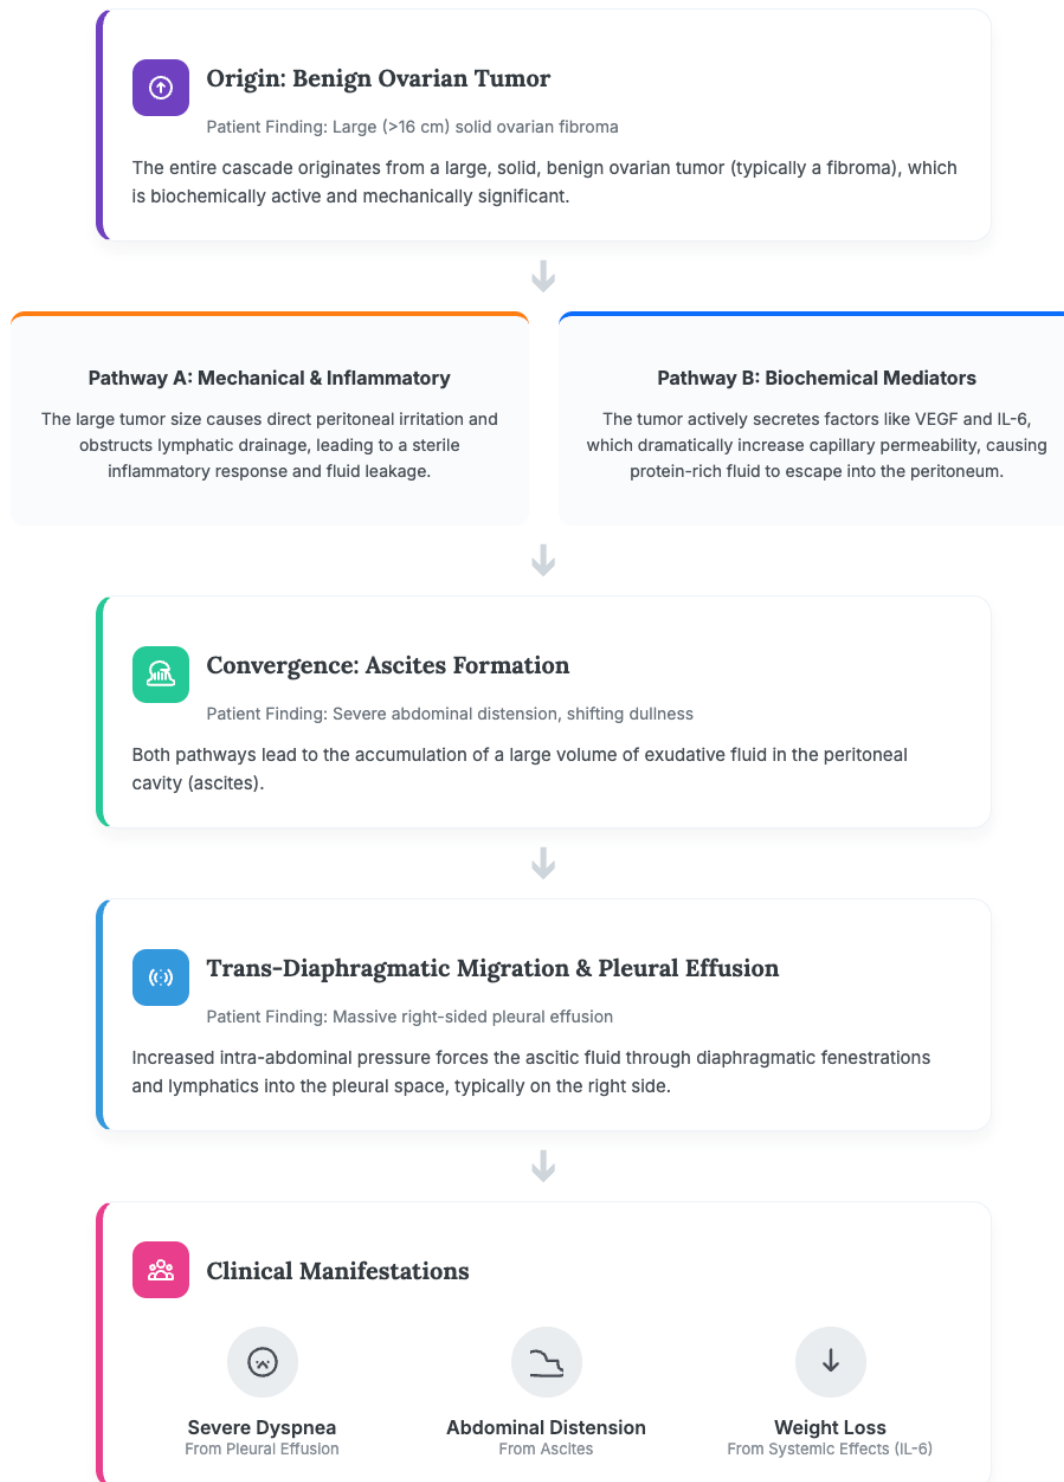 Origin: Benign Ovarian Tumor
Patient Finding: Large (>16 cm) solid ovarian fibroma
The entire cascade originates from a large, solid, benign ovarian tumor (typically a fibroma), which
is biochemically active and mechanically significant.
Pathway A: Mechanical & Inflammatory
The large tumor size causes direct peritoneal irritation and
obstructs lymphatic drainage, leading to a sterile
inflammatory response and fluid leakage.
Pathway B: Biochemical Mediators
The tumor actively secretes factors like VEGF and IL-6,
which dramatically increase capillary permeability, causing
protein-rich fluid to escape into the peritoneum.
Convergence: Ascites Formation
Patient Finding: Severe abdominal distension, shifting dullness
Both pathways lead to the accumulation of a large volume of exudative fluid in the peritoneal
cavity (ascites).
Trans-Diaphragmatic Migration & Pleural Effusion
Patient Finding: Massive right-sided pleural effusion
Increased intra-abdominal pressure forces the ascitic fluid through diaphragmatic fenestrations
and lymphatics into the pleural space, typically on the right side.
Clinical Manifestations
Severe Dyspnea
From Pleural Effusion
Abdominal Distension
From Ascites
Weight Loss
From Systemic Effects (IL-6)